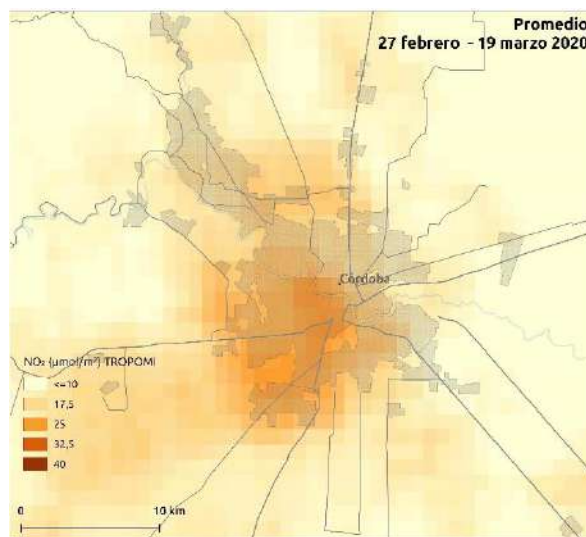 Promedio
27 febrero - 19 marzo 2020
Córdoba
NO₂ (µmol/m²) TROPOMI
<=10
17,5
25
32,5
40
0 10 km